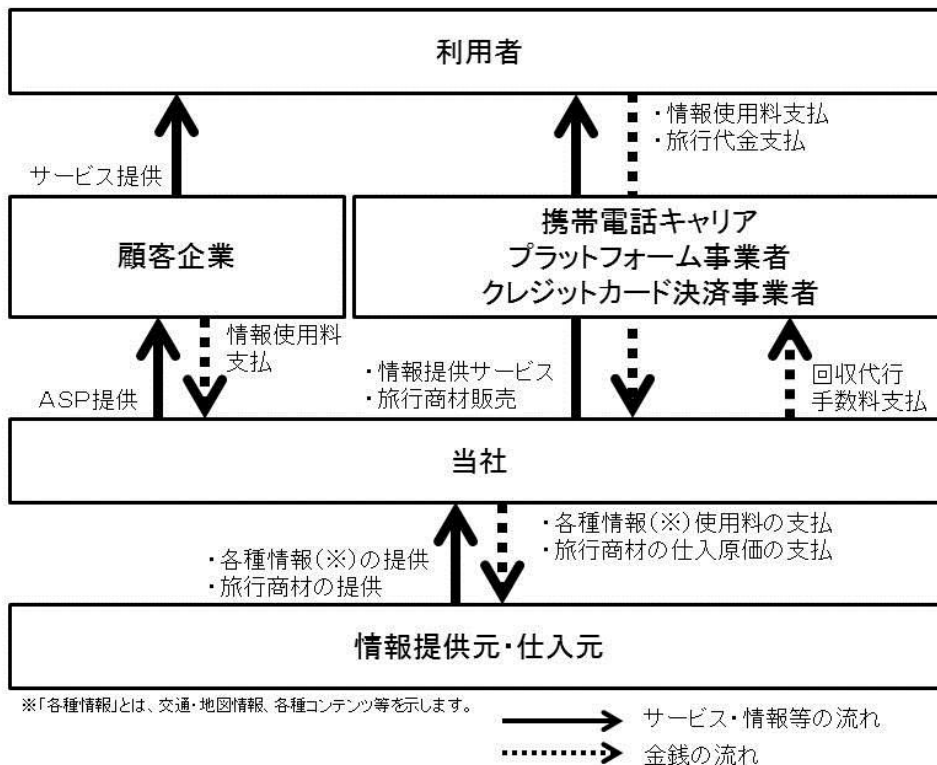 利用者
・情報使用料支払
・旅行代金支払
サービス提供
顧客企業
携帯電話キャリア
プラットフォーム事業者
クレジットカード決済事業者
情報使用料
支払
ASP提供
・情報提供サービス
・旅行商材販売
回収代行
手数料支払
当社
・各種情報(※)の提供
・旅行商材の提供
・各種情報(※)使用料の支払
・旅行商材の仕入原価の支払
情報提供元・仕入元
※「各種情報」とは、交通・地図情報、各種コンテンツ等を示します。
サービス・情報等の流れ
金銭の流れ